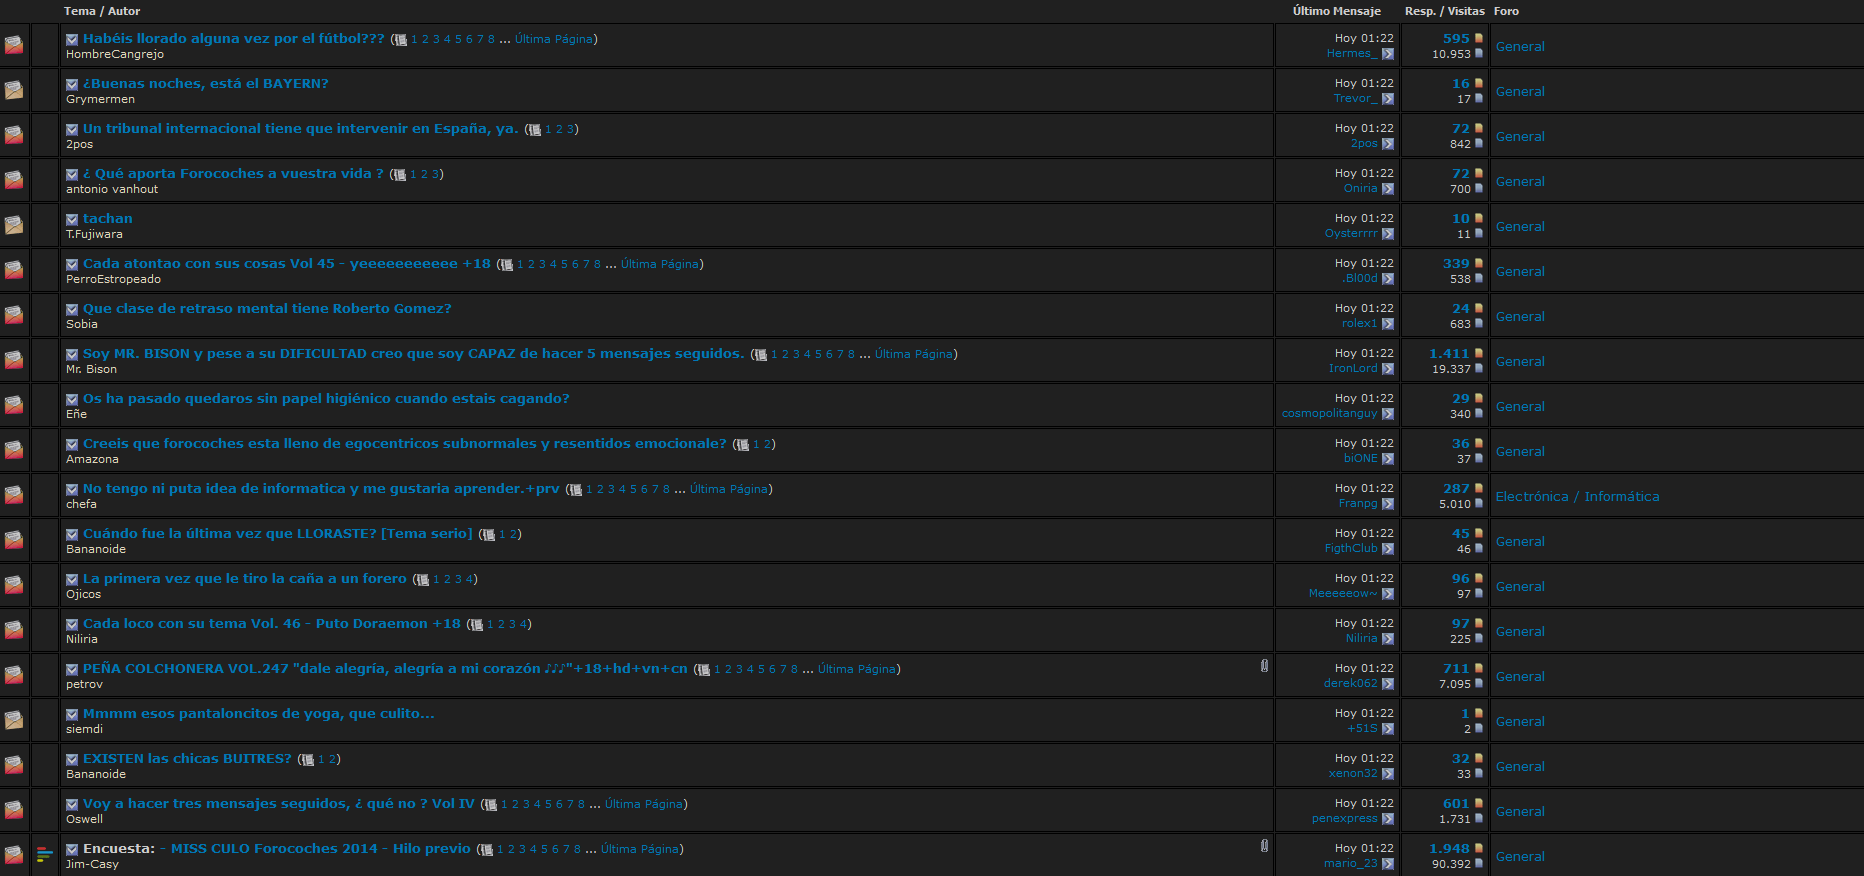 Tema / Autor Último Mensaje Resp. / Visitas Foro
Habéis llorado alguna vez por el fútbol??? ( 1 2 3 4 5 6 7 8 ... Última Página) Hoy 01:22 595
HombreCangrejo Hermes_ 10.953 General
¿Buenas noches, está el BAYERN? Hoy 01:22 16
Grymermen Trevor_ 17 General
Un tribunal internacional tiene que intervenir en España, ya. ( 1 2 3) Hoy 01:22 72
2pos 2pos 842 General
¿ Qué aporta Forocoches a vuestra vida ? ( 1 2 3) Hoy 01:22 72
antonio vanhout Oniria 700 General
tachan Hoy 01:22 10
T.Fujiwara Oysterrrr 11 General
Cada atontao con sus cosas Vol 45 - yeeeeeeeeeee +18 ( 1 2 3 4 5 6 7 8 ... Última Página) Hoy 01:22 339
PerroEstropeado .Bl00d 538 General
Que clase de retraso mental tiene Roberto Gomez? Hoy 01:22 24
Sobia rolex1 683 General
Soy MR. BISON y pese a su DIFICULTAD creo que soy CAPAZ de hacer 5 mensajes seguidos. ( 1 2 3 4 5 6 7 8 ... Última Página) Hoy 01:22 1.411
Mr. Bison IronLord 19.337 General
Os ha pasado quedaros sin papel higiénico cuando estais cagando? Hoy 01:22 29
Eñe cosmopolitanguy 340 General
Creeis que forocoches esta lleno de egocentricos subnormales y resentidos emocionale? ( 1 2) Hoy 01:22 36
Amazona biONE 37 General
No tengo ni puta idea de informatica y me gustaria aprender.+prv ( 1 2 3 4 5 6 7 8 ... Última Página) Hoy 01:22 287
chefa Franpg 5.010 Electrónica / Informática
Cuándo fue la última vez que LLORASTE? [Tema serio] ( 1 2) Hoy 01:22 45
Bananoide FigthClub 46 General
La primera vez que le tiro la caña a un forero ( 1 2 3 4) Hoy 01:22 96
Ojicos Meeeeeow~ 97 General
Cada loco con su tema Vol. 46 - Puto Doraemon +18 ( 1 2 3 4) Hoy 01:22 97
Niliria Niliria 225 General
PEÑA COLCHONERA VOL.247 "dale alegría, alegría a mi corazón ♪♪♪"+18+hd+vn+cn ( 1 2 3 4 5 6 7 8 ... Última Página) Hoy 01:22 711
petrov derek062 7.095 General
Mmmm esos pantaloncitos de yoga, que culito... Hoy 01:22 1
siemdi +51S 2 General
EXISTEN las chicas BUITRES? ( 1 2) Hoy 01:22 32
Bananoide xenon32 33 General
Voy a hacer tres mensajes seguidos, ¿ qué no ? Vol IV ( 1 2 3 4 5 6 7 8 ... Última Página) Hoy 01:22 601
Oswell penexpress 1.731 General
Encuesta: - MISS CULO Forocoches 2014 - Hilo previo ( 1 2 3 4 5 6 7 8 ... Última Página) Hoy 01:22 1.948
Jim-Casy mario_23 90.392 General